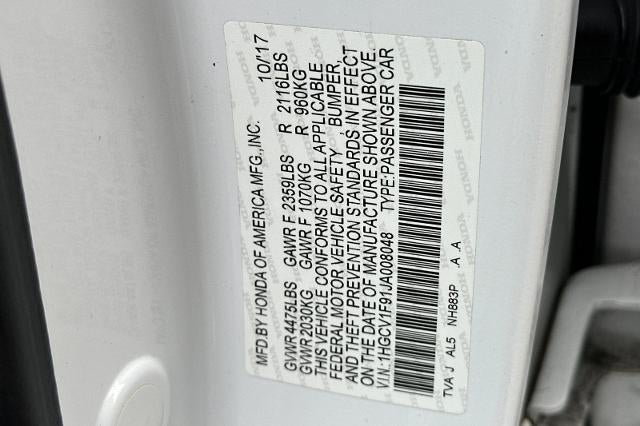 MFD.BY HONDA OF AMERICA MFG.,INC. 10/17
GVWR 4475LBS GAWR F 2359LBS R 2116LBS
GVWR 2030KG GAWR F 1070KG R 960KG
THIS VEHICLE CONFORMS TO ALL APPLICABLE
FEDERAL MOTOR VEHICLE SAFETY , BUMPER,
AND THEFT PREVENTION STANDARDS IN EFFECT
ON THE DATE OF MANUFACTURE SHOWN ABOVE.
V.I.N.:1HGCV1F91JA008048 TYPE:PASSENGER CAR
TVA J AL5 NH883P .A .A
HONDA